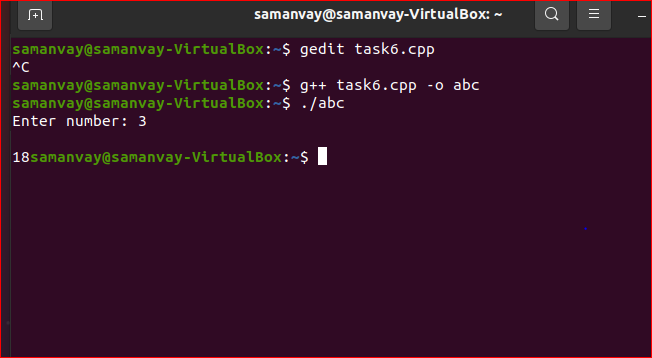 samanvay@samanvay-VirtualBox: ~
samanvay@samanvay-VirtualBox:~$ gedit task6.cpp
^C
samanvay@samanvay-VirtualBox:~$ g++ task6.cpp -o abc
samanvay@samanvay-VirtualBox:~$ ./abc
Enter number: 3
18samanvay@samanvay-VirtualBox:~$